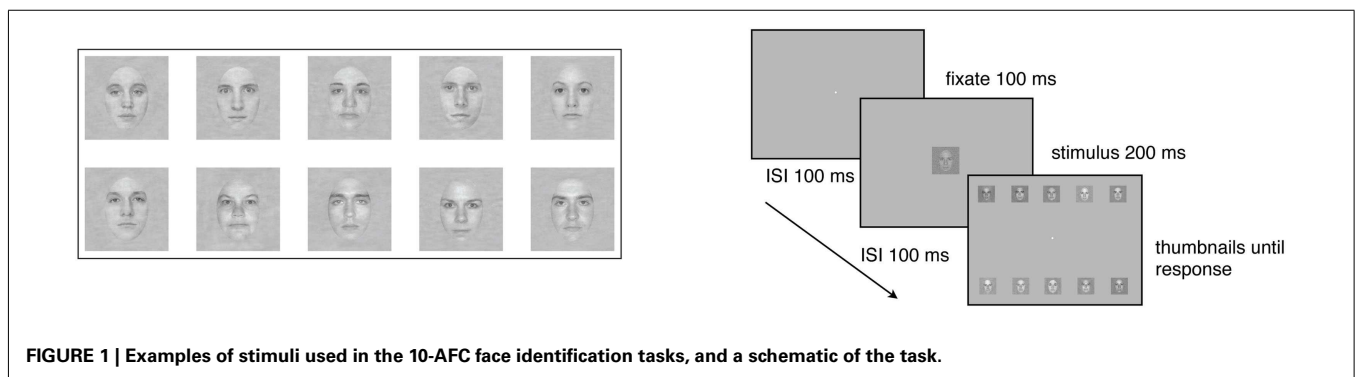 fixate 100 ms
ISI 100 ms
stimulus 200 ms
ISI 100 ms
thumbnails until
response
FIGURE 1 | Examples of stimuli used in the 10-AFC face identification tasks, and a schematic of the task.